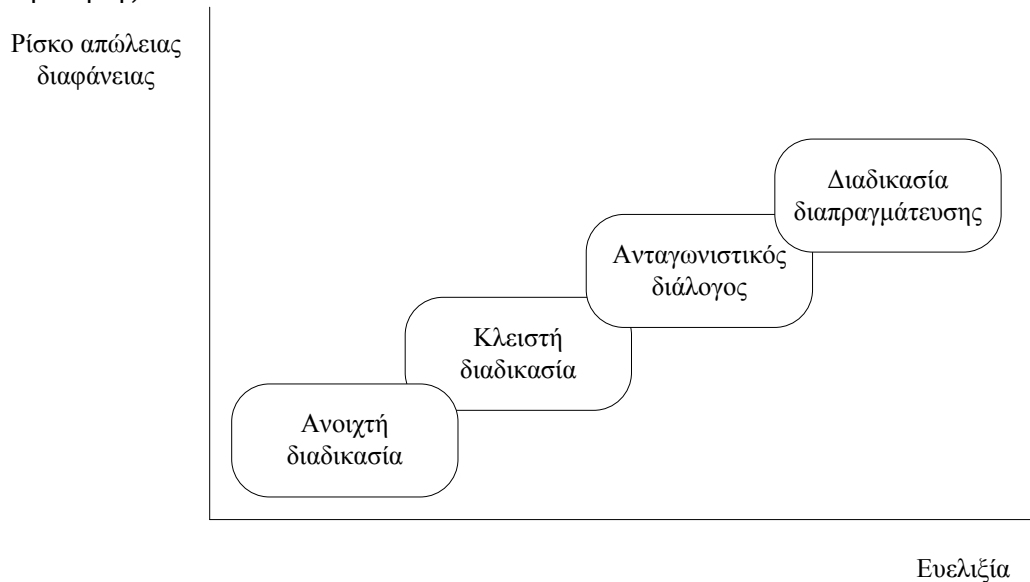 Ρίσκο απώλειας
διαφάνειας
Διαδικασία
διαπραγμάτευσης
Ανταγωνιστικός
διάλογος
Κλειστή
διαδικασία
Ανοιχτή
διαδικασία
Ευελιξία